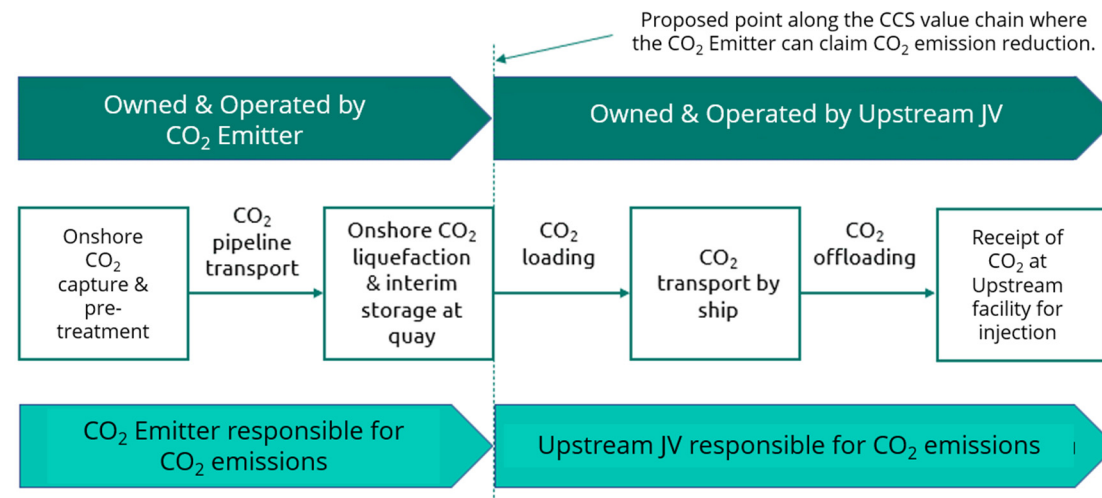 Proposed point along the CCS value chain where
the CO₂ Emitter can claim CO₂ emission reduction.
Owned & Operated by
CO₂ Emitter
Owned & Operated by Upstream JV
Onshore
CO₂
capture &
pre-
treatment
CO₂
pipeline
transport
Onshore CO₂
liquefaction
& interim
storage at
quay
CO₂
loading
CO₂
transport by
ship
CO₂
offloading
Receipt of
CO₂ at
Upstream
facility for
injection
CO₂ Emitter responsible for
CO₂ emissions
Upstream JV responsible for CO₂ emissions